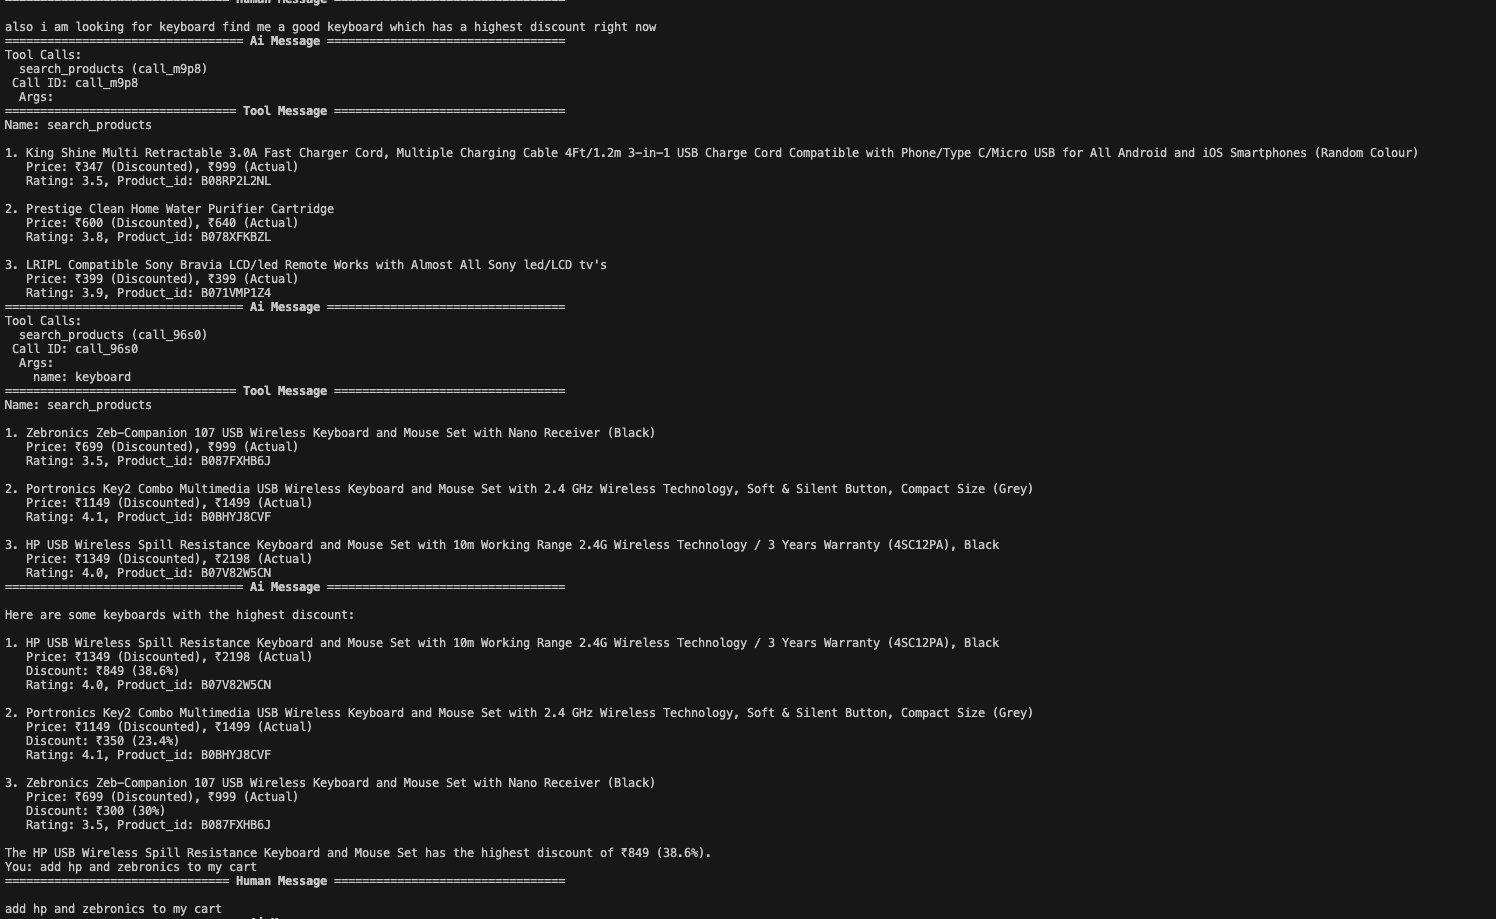 ================================ Human Message =================================
also i am looking for keyboard find me a good keyboard which has a highest discount right now
================================== Ai Message ==================================
Tool Calls:
search_products (call_m9p8)
Call ID: call_m9p8
Args:
================================= Tool Message =================================
Name: search_products
1. King Shine Multi Retractable 3.0A Fast Charger Cord, Multiple Charging Cable 4Ft/1.2m 3-in-1 USB Charge Cord Compatible with Phone/Type C/Micro USB for All Android and iOS Smartphones (Random Colour)
Price: ₹347 (Discounted), ₹999 (Actual)
Rating: 3.5, Product_id: B08RP2L2NL
2. Prestige Clean Home Water Purifier Cartridge
Price: ₹600 (Discounted), ₹640 (Actual)
Rating: 3.8, Product_id: B078XFKBZL
3. LRIPL Compatible Sony Bravia LCD/led Remote Works with Almost All Sony led/LCD tv's
Price: ₹399 (Discounted), ₹399 (Actual)
Rating: 3.9, Product_id: B071VMP1Z4
================================== Ai Message ==================================
Tool Calls:
search_products (call_96s0)
Call ID: call_96s0
Args:
name: keyboard
================================= Tool Message =================================
Name: search_products
1. Zebronics Zeb-Companion 107 USB Wireless Keyboard and Mouse Set with Nano Receiver (Black)
Price: ₹699 (Discounted), ₹999 (Actual)
Rating: 3.5, Product_id: B087FXHB6J
2. Portronics Key2 Combo Multimedia USB Wireless Keyboard and Mouse Set with 2.4 GHz Wireless Technology, Soft & Silent Button, Compact Size (Grey)
Price: ₹1149 (Discounted), ₹1499 (Actual)
Rating: 4.1, Product_id: B0BHYJ8CVF
3. HP USB Wireless Spill Resistance Keyboard and Mouse Set with 10m Working Range 2.4G Wireless Technology / 3 Years Warranty (4SC12PA), Black
Price: ₹1349 (Discounted), ₹2198 (Actual)
Rating: 4.0, Product_id: B07V82W5CN
================================== Ai Message ==================================
Here are some keyboards with the highest discount:
1. HP USB Wireless Spill Resistance Keyboard and Mouse Set with 10m Working Range 2.4G Wireless Technology / 3 Years Warranty (4SC12PA), Black
Price: ₹1349 (Discounted), ₹2198 (Actual)
Discount: ₹849 (38.6%)
Rating: 4.0, Product_id: B07V82W5CN
2. Portronics Key2 Combo Multimedia USB Wireless Keyboard and Mouse Set with 2.4 GHz Wireless Technology, Soft & Silent Button, Compact Size (Grey)
Price: ₹1149 (Discounted), ₹1499 (Actual)
Discount: ₹350 (23.4%)
Rating: 4.1, Product_id: B0BHYJ8CVF
3. Zebronics Zeb-Companion 107 USB Wireless Keyboard and Mouse Set with Nano Receiver (Black)
Price: ₹699 (Discounted), ₹999 (Actual)
Discount: ₹300 (30%)
Rating: 3.5, Product_id: B087FXHB6J
The HP USB Wireless Spill Resistance Keyboard and Mouse Set has the highest discount of ₹849 (38.6%).
You: add hp and zebronics to my cart
================================ Human Message =================================
add hp and zebronics to my cart